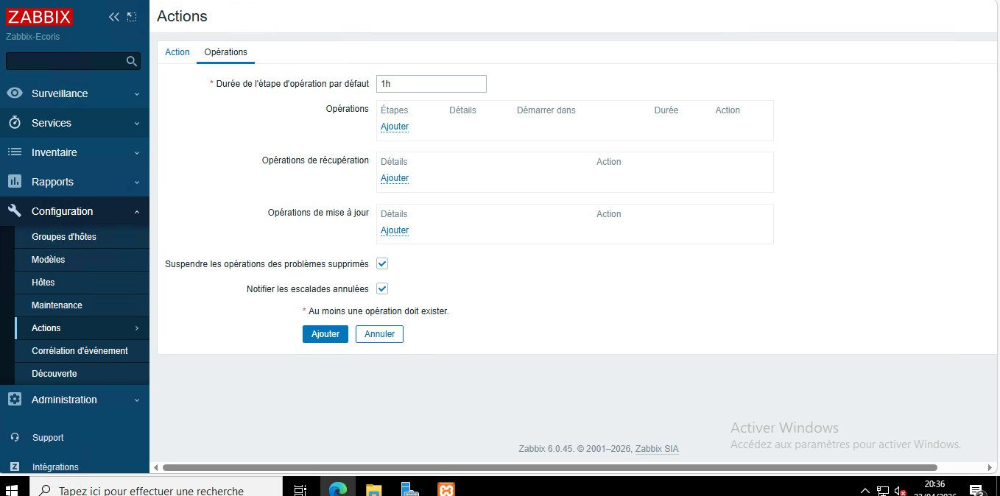 ZABBIX
Zabbix-Ecoris
Surveillance
Services
Inventaire
Rapports
Configuration
Groupes d'hôtes
Modèles
Hôtes
Maintenance
Actions
Corrélation d'événement
Découverte
Administration
Support
Z Intégrations
Actions
Action Opérations
* Durée de l'étape d'opération par défaut 1h
Opérations Étapes Détails Démarrer dans Durée Action
Ajouter
Opérations de récupération Détails Action
Ajouter
Opérations de mise à jour Détails Action
Ajouter
Suspendre les opérations des problèmes supprimés
Notifier les escalades annulées
* Au moins une opération doit exister.
Ajouter Annuler
Activer Windows
Accédez aux paramètres pour activer Windows.
Zabbix 6.0.45. © 2001–2026, Zabbix SIA
Tapez ici pour effectuer une recherche
20:36